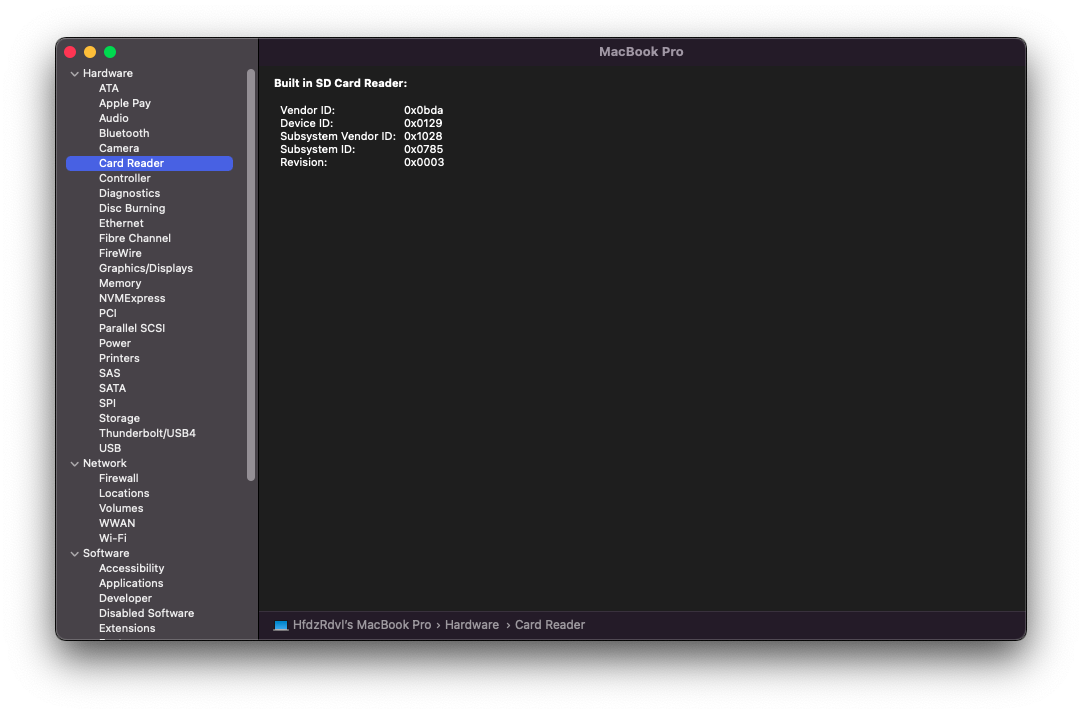 MacBook Pro
Hardware
ATA
Apple Pay
Audio
Bluetooth
Camera
Card Reader
Controller
Diagnostics
Disc Burning
Ethernet
Fibre Channel
FireWire
Graphics/Displays
Memory
NVMExpress
PCI
Parallel SCSI
Power
Printers
SAS
SATA
SPI
Storage
Thunderbolt/USB4
USB
Network
Firewall
Locations
Volumes
WWAN
Wi-Fi
Software
Accessibility
Applications
Developer
Disabled Software
Extensions
Built in SD Card Reader:
Vendor ID: 0x0bda
Device ID: 0x0129
Subsystem Vendor ID: 0x1028
Subsystem ID: 0x0785
Revision: 0x0003
HfdzRdvl's MacBook Pro › Hardware › Card Reader